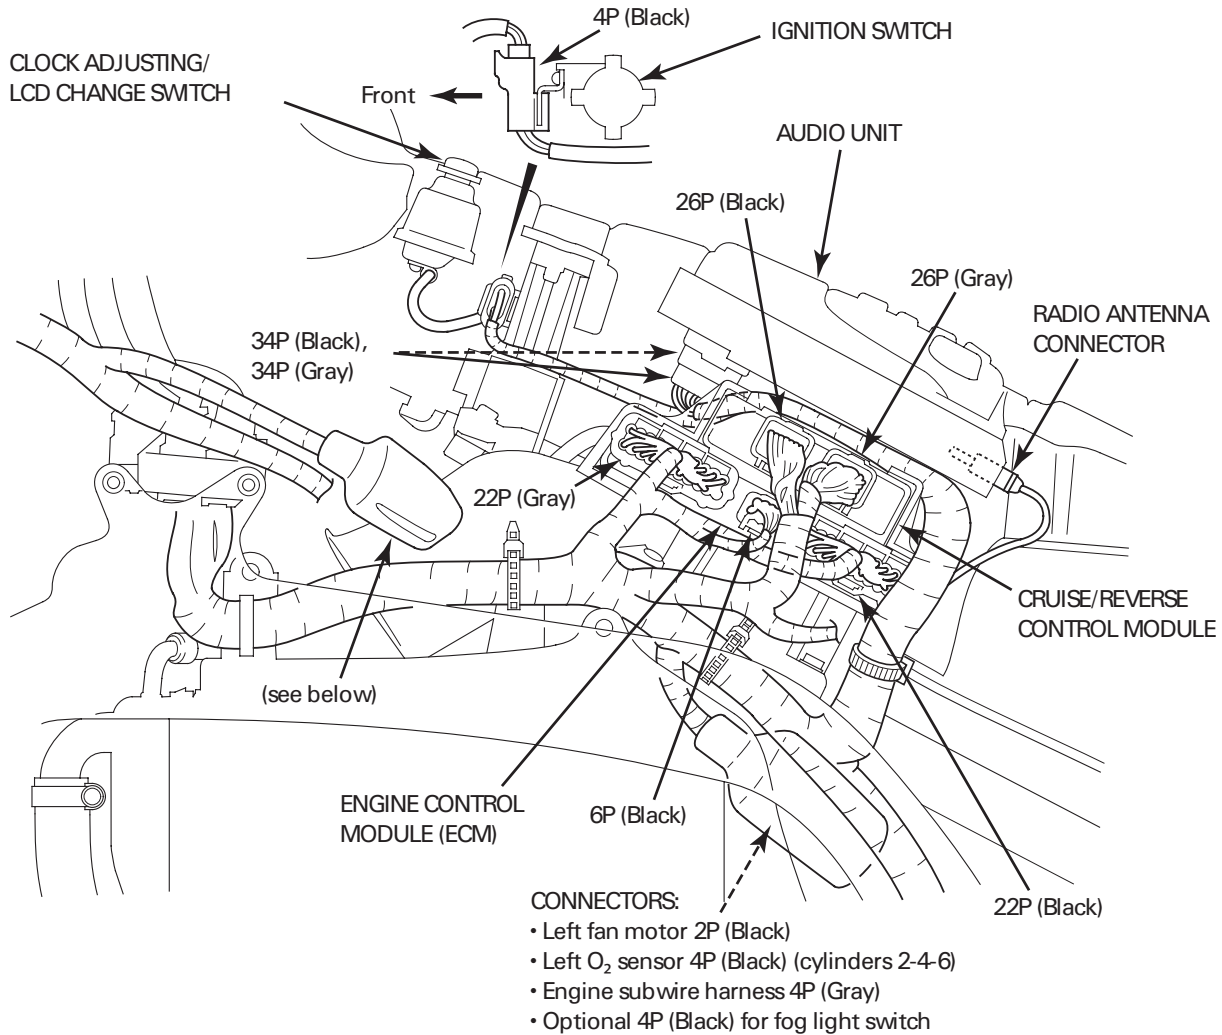 4P (Black)
IGNITION SWITCH
CLOCK ADJUSTING/
LCD CHANGE SWITCH
Front
AUDIO UNIT
26P (Black)
26P (Gray)
RADIO ANTENNA
CONNECTOR
34P (Black),
34P (Gray)
22P (Gray)
CRUISE/REVERSE
CONTROL MODULE
(see below)
ENGINE CONTROL
MODULE (ECM)
6P (Black)
22P (Black)
CONNECTORS:
• Left fan motor 2P (Black)
• Left O₂ sensor 4P (Black) (cylinders 2-4-6)
• Engine subwire harness 4P (Gray)
• Optional 4P (Black) for fog light switch